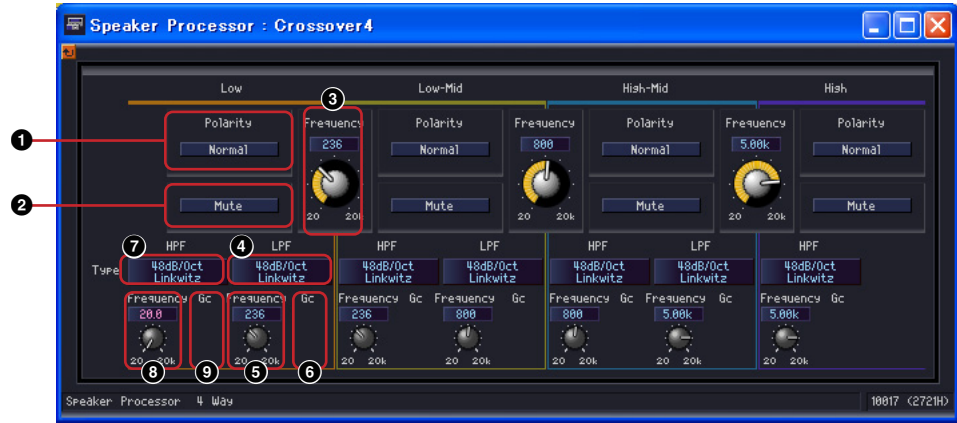 Speaker Processor : Crossover4
Low Low-Mid High-Mid High
3
Polarity Frequency Polarity Frequency Polarity Frequency Polarity
1 Normal 236 Normal 800 Normal 5.00k Normal
2 Mute Mute Mute Mute
20 20k 20 20k 20 20k
7 HPF 4 LPF HPF LPF HPF LPF HPF
Type 48dB/Oct 48dB/Oct 48dB/Oct 48dB/Oct 48dB/Oct 48dB/Oct 48dB/Oct
Linkwitz Linkwitz Linkwitz Linkwitz Linkwitz Linkwitz Linkwitz
Frequency Gc Frequency Gc Frequency Gc Frequency Gc Frequency Gc Frequency Gc Frequency Gc
20.0 236 236 800 800 5.00k 5.00k
20 20k 20 20k 20 20k 20 20k 20 20k 20 20k 20 20k
8 9 5 6
Speaker Processor 4 Way 10017 (2721H)